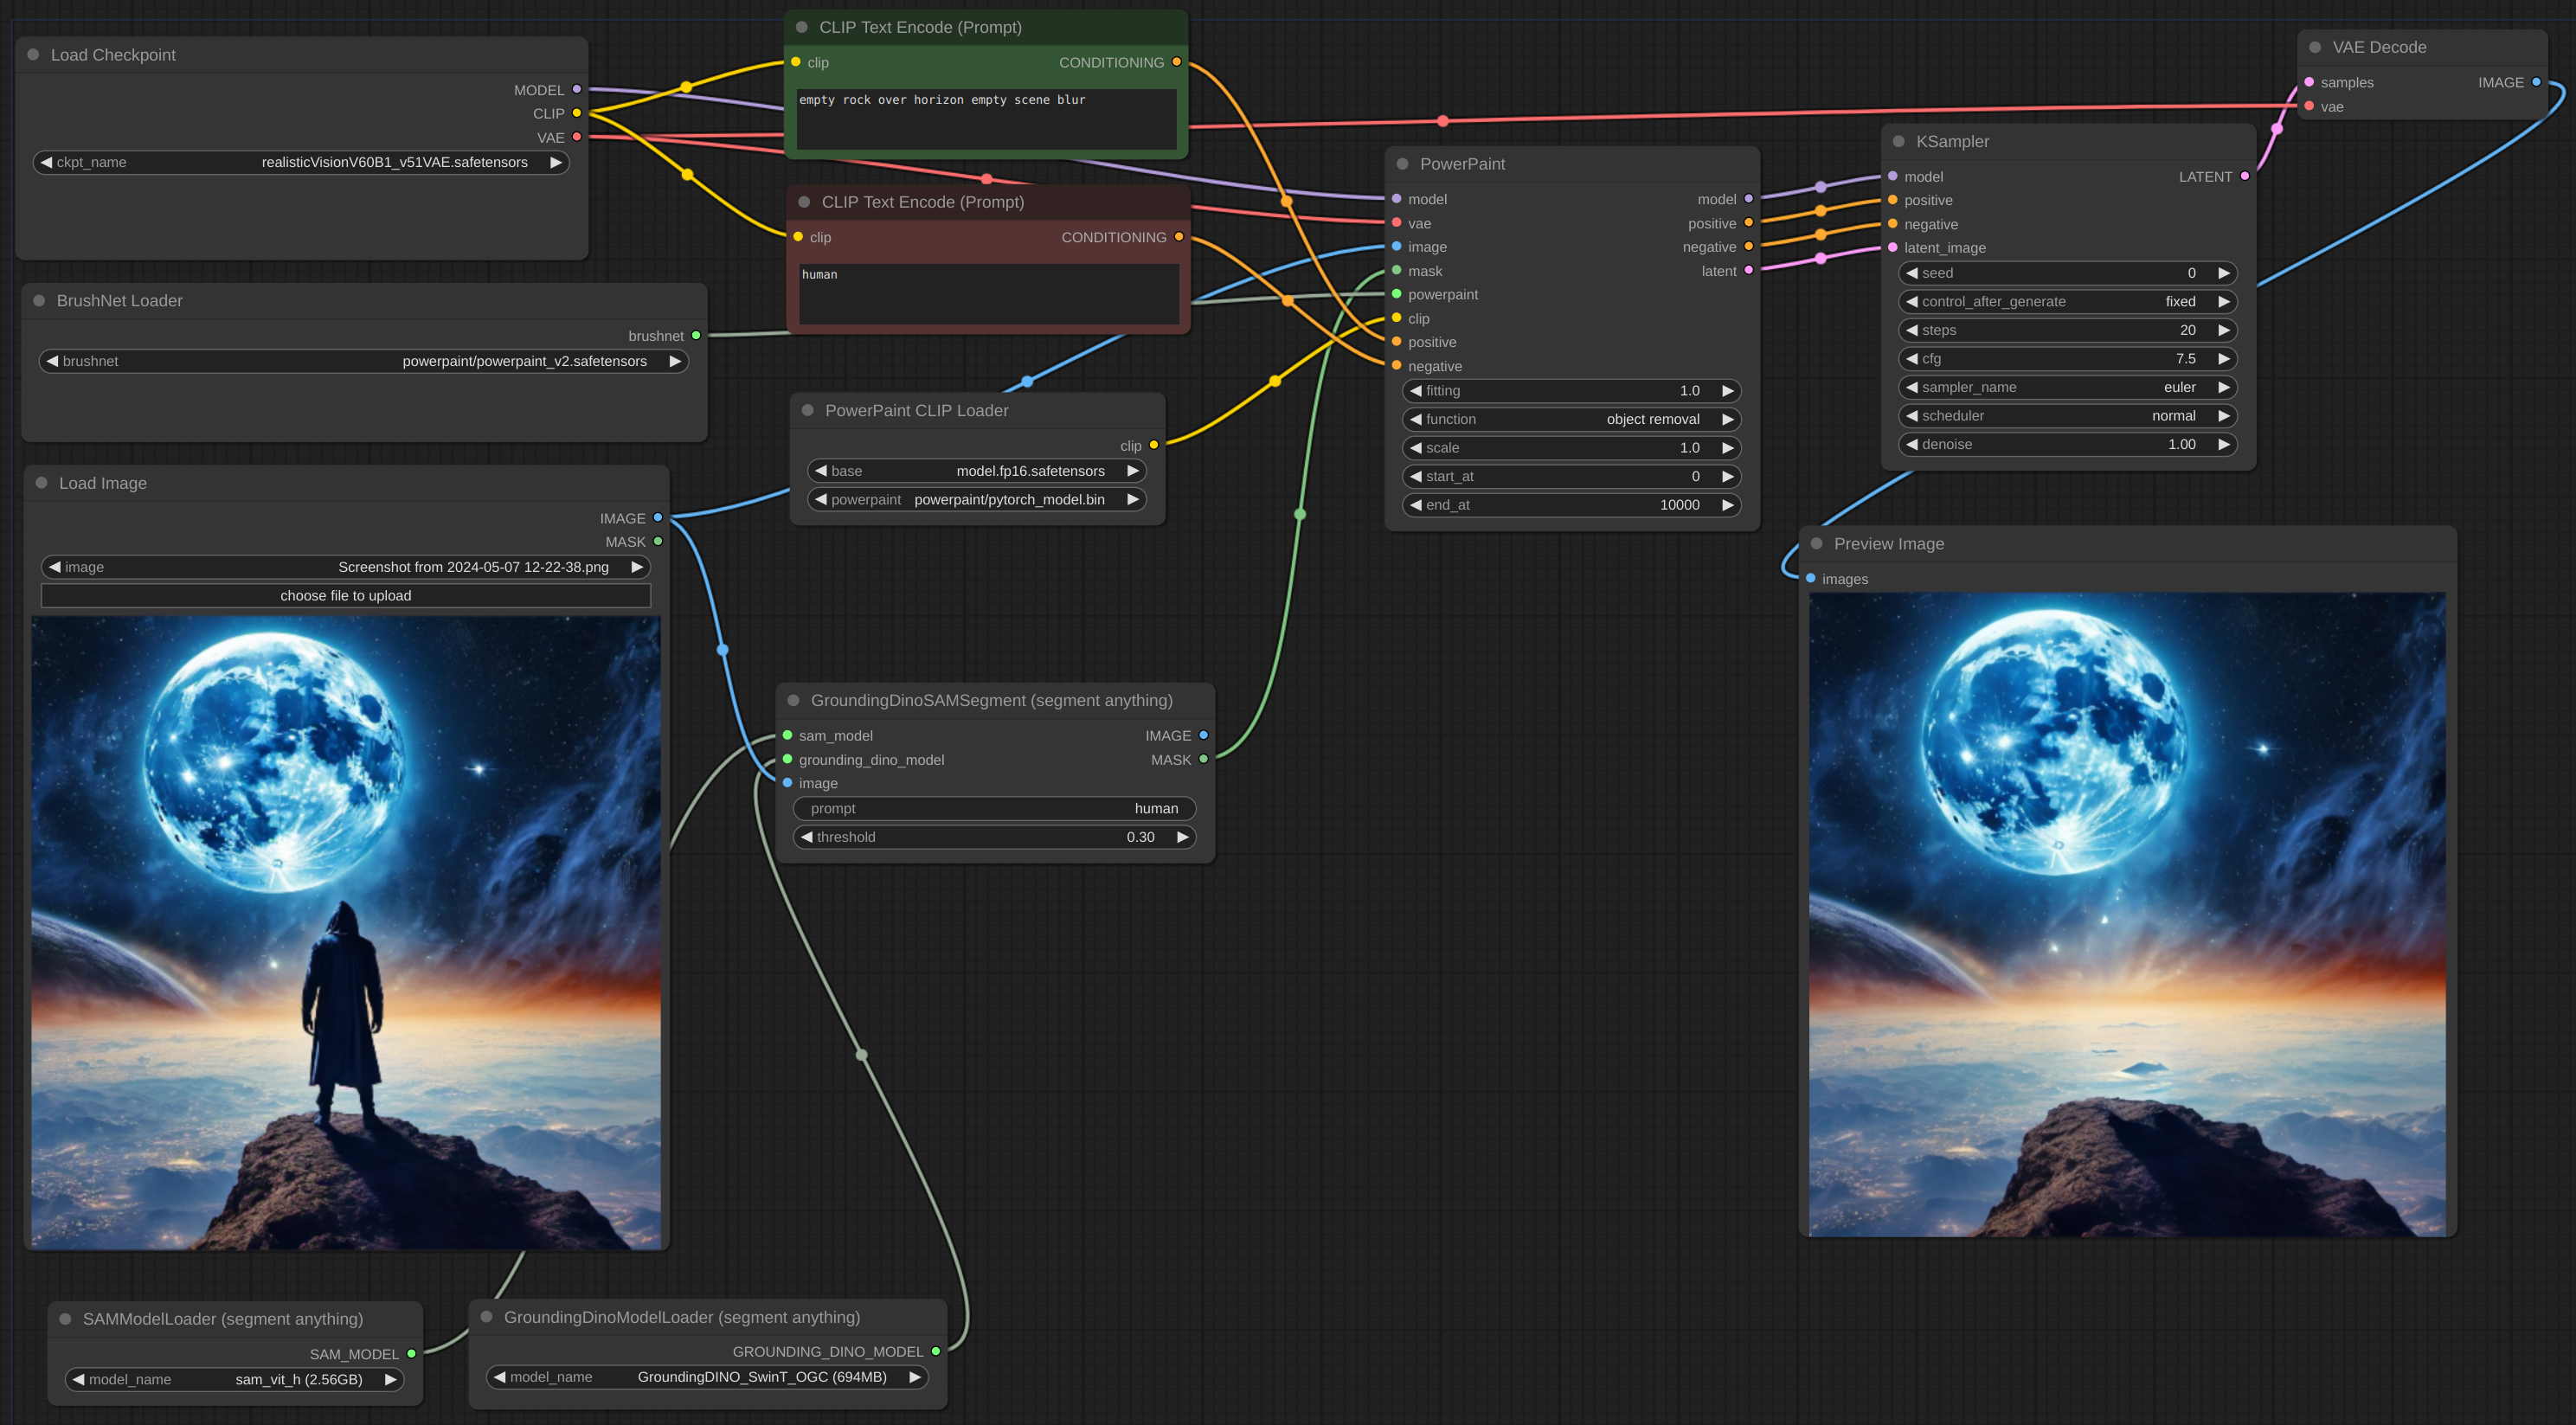 Load Checkpoint
MODEL
CLIP
VAE
ckpt_name realisticVisionV60B1_v51VAE.safetensors
BrushNet Loader
brushnet
brushnet powerpaint/powerpaint_v2.safetensors
Load Image
IMAGE
MASK
image Screenshot from 2024-05-07 12-22-38.png
choose file to upload
SAMModelLoader (segment anything)
SAM_MODEL
model_name sam_vit_h (2.56GB)
GroundingDinoModelLoader (segment anything)
GROUNDING_DINO_MODEL
model_name GroundingDINO_SwinT_OGC (694MB)
CLIP Text Encode (Prompt)
clip CONDITIONING
empty rock over horizon empty scene blur
CLIP Text Encode (Prompt)
clip CONDITIONING
human
PowerPaint CLIP Loader
clip
base model.fp16.safetensors
powerpaint powerpaint/pytorch_model.bin
GroundingDinoSAMSegment (segment anything)
sam_model IMAGE
grounding_dino_model MASK
image
prompt human
threshold 0.30
PowerPaint
model model
vae positive
image negative
mask latent
powerpaint
clip
positive
negative
fitting 1.0
function object removal
scale 1.0
start_at 0
end_at 10000
KSampler
model LATENT
positive
negative
latent_image
seed 0
control_after_generate fixed
steps 20
cfg 7.5
sampler_name euler
scheduler normal
denoise 1.00
VAE Decode
samples IMAGE
vae
Preview Image
images